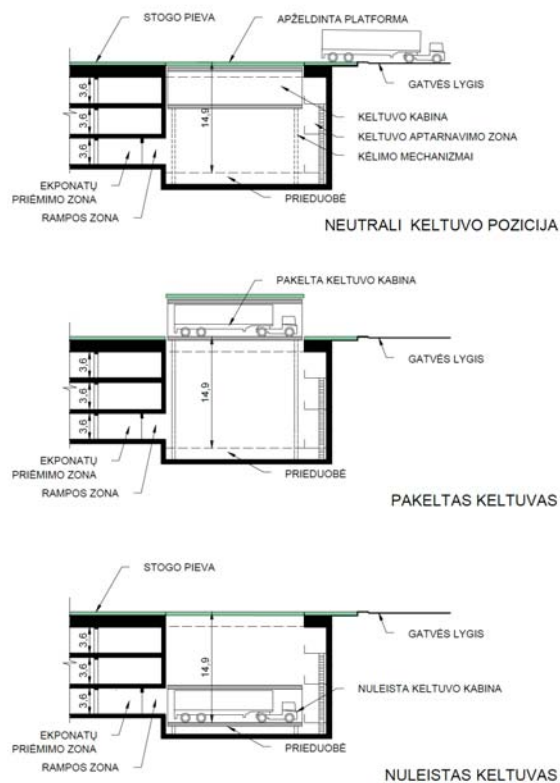 STOGO PIEVA
APŽELDINTA PLATFORMA
GATVĖS LYGIS
3,6
3,6
3,6
14,9
KELTUVO KABINA
KELTUVO APTARNAVIMO ZONA
KĖLIMO MECHANIZMAI
EKPONATŲ
PRIĖMIMO ZONA
RAMPOS ZONA
PRIEDUOBĖ
NEUTRALI KELTUVO POZICIJA
PAKELTA KELTUVO KABINA
GATVĖS LYGIS
3,6
3,6
3,6
14,9
EKPONATŲ
PRIĖMIMO ZONA
RAMPOS ZONA
PRIEDUOBĖ
PAKELTAS KELTUVAS
STOGO PIEVA
GATVĖS LYGIS
3,6
3,6
3,6
14,9
NULEISTA KELTUVO KABINA
EKPONATŲ
PRIĖMIMO ZONA
RAMPOS ZONA
PRIEDUOBĖ
NULEISTAS KELTUVAS